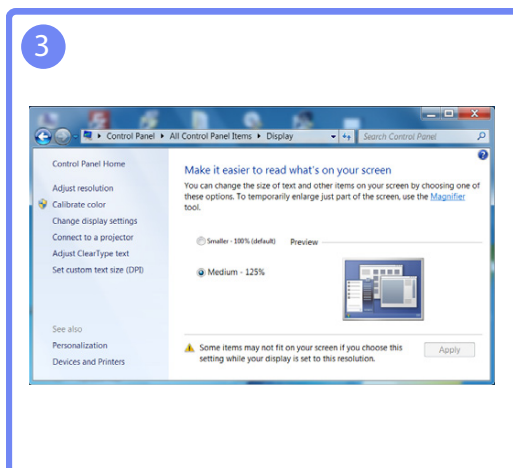 3
Control Panel ▸ All Control Panel Items ▸ Display
Search Control Panel
Control Panel Home
Adjust resolution
Calibrate color
Change display settings
Connect to a projector
Adjust ClearType text
Set custom text size (DPI)
See also
Personalization
Devices and Printers
Make it easier to read what's on your screen
You can change the size of text and other items on your screen by choosing one of
these options. To temporarily enlarge just part of the screen, use the Magnifier
tool.
Smaller - 100% (default)
Preview
Medium - 125%
Some items may not fit on your screen if you choose this
setting while your display is set to this resolution.
Apply